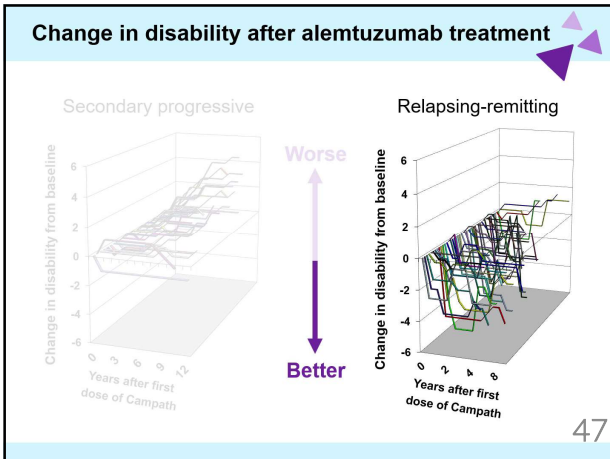 Change in disability after alemtuzumab treatment
Secondary progressive
Change in disability from baseline
6
4
2
0
-2
-4
-6
0
3
6
9
12
Years after first
dose of Campath
Worse
Better
Relapsing-remitting
Change in disability from baseline
6
4
2
0
-2
-4
-6
0
2
4
6
8
Years after first
dose of Campath
47